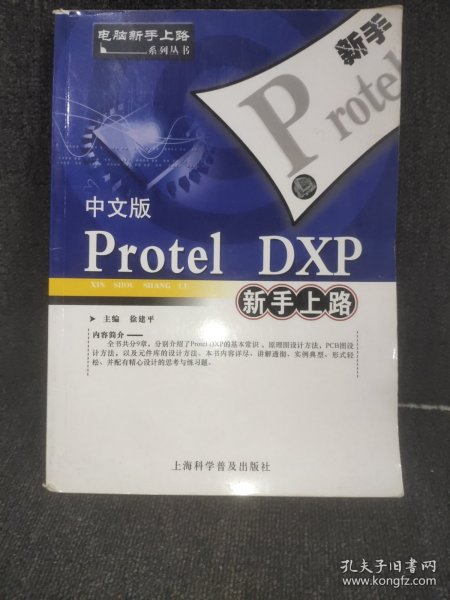 电脑新手上路
系列丛书
新手
Protel
中文版
Protel DXP
XIN SHOU SHANG LU
新手上路
主编 徐建平
内容简介
全书共分9章，分别介绍了Protel DXP的基本常识、原理图设计方法、PCB图设
计方法，以及元件库的设计方法。本书内容详尽、讲解透彻、实例典型、形式轻
松、并配有精心设计的思考与练习题。
上海科学普及出版社
孔夫子旧书网
www.kongfz.com